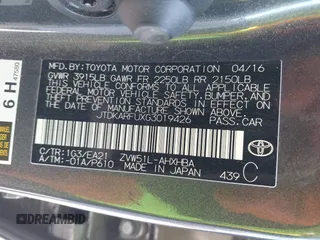 MFD. BY: TOYOTA MOTOR CORPORATION 04/16
GVWR 3915LB GAWR FR 2250LB RR 2150LB
THIS VEHICLE CONFORMS TO ALL APPLICABLE
FEDERAL MOTOR VEHICLE SAFETY, BUMPER, AND
THEFT PREVENTION STANDARDS IN EFFECT ON
THE DATE OF MANUFACTURE SHOWN ABOVE.
JTDKARFUXG3019426 PASS.CAR
C/TR:1G3/EA21 ZVW51L-AHXHBA
A/TM:-01A/P610 MADE IN JAPAN 439 C
TOYOTA
6 H
DREAMBID